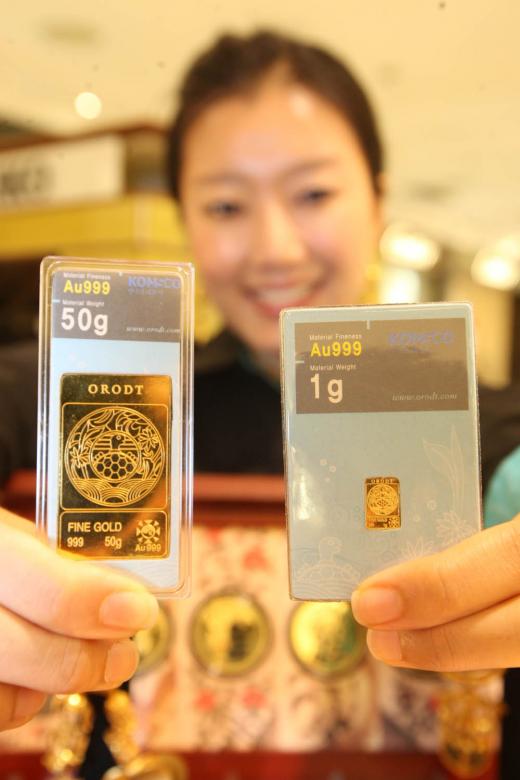 Material Fineness
Au999
KOMSCO
Material Weight
50g
www.orodt.com
ORODT
FINE GOLD
999 50g
Au999
Material Fineness
Au999
KOMSCO
Material Weight
1g
www.orodt.com
ORODT